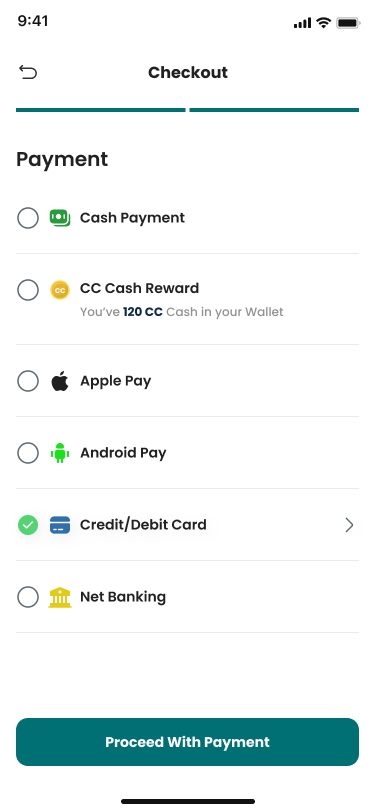 9:41
Checkout
Payment
Cash Payment
CC
CC Cash Reward
You’ve 120 CC Cash in your Wallet
Apple Pay
Android Pay
Credit/Debit Card
Net Banking
Proceed With Payment